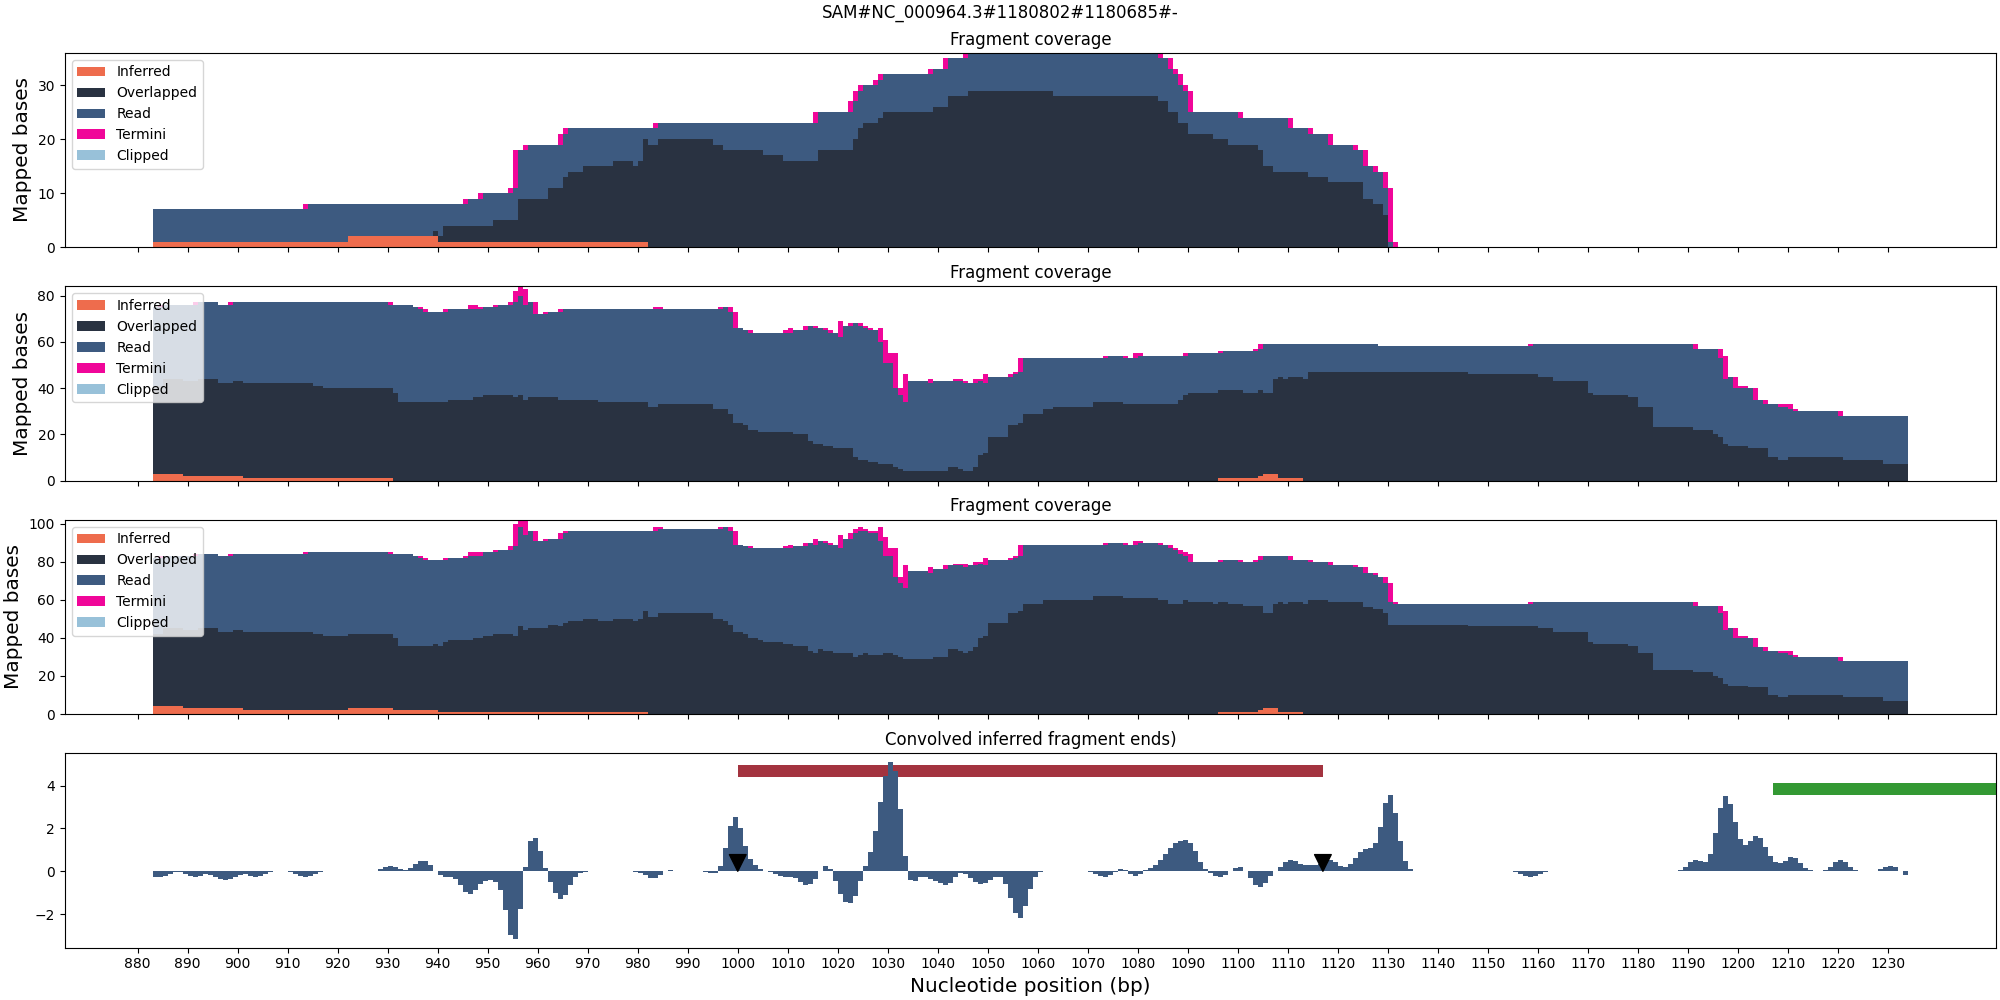 SAM#NC_000964.3#1180802#1180685#-
Fragment coverage
Mapped bases
30
20
10
0
Inferred
Overlapped
Read
Termini
Clipped
Fragment coverage
Mapped bases
80
60
40
20
0
Inferred
Overlapped
Read
Termini
Clipped
Fragment coverage
Mapped bases
100
80
60
40
20
0
Inferred
Overlapped
Read
Termini
Clipped
Convolved inferred fragment ends)
4
2
0
−2
880 890 900 910 920 930 940 950 960 970 980 990 1000 1010 1020 1030 1040 1050 1060 1070 1080 1090 1100 1110 1120 1130 1140 1150 1160 1170 1180 1190 1200 1210 1220 1230
Nucleotide position (bp)